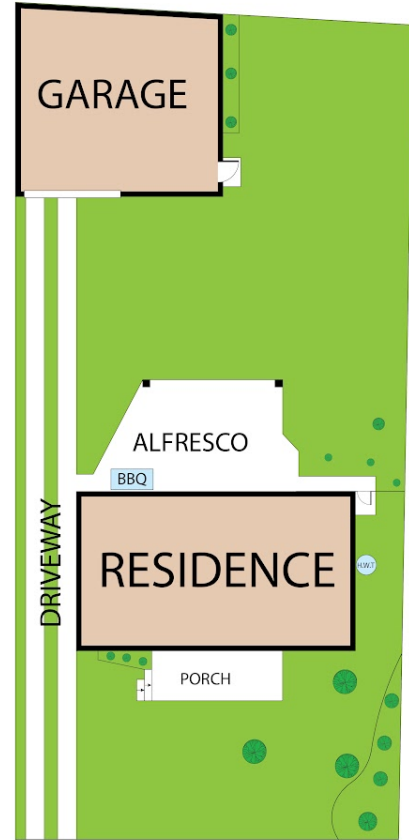 GARAGE
ALFRESCO
BBQ
DRIVEWAY
RESIDENCE
H.W.T
PORCH